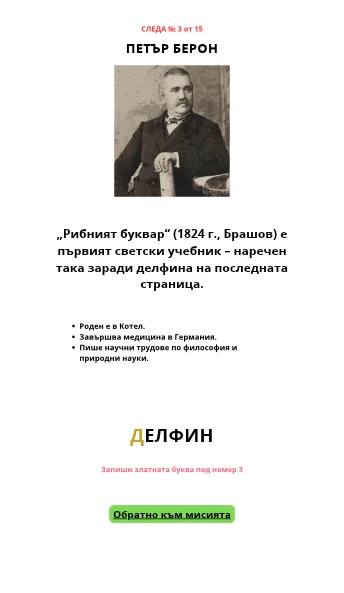 СЛЕДА № 3 от 15
ПЕТЪР БЕРОН
„Рибният буквар“ (1824 г., Брашов) е
първият светски учебник – наречен
така заради делфина на последната
страница.
• Роден е в Котел.
• Завършва медицина в Германия.
• Пише научни трудове по философия и
природни науки.
ДЕЛФИН
Запиши златната буква под номер 3
Обратно към мисията